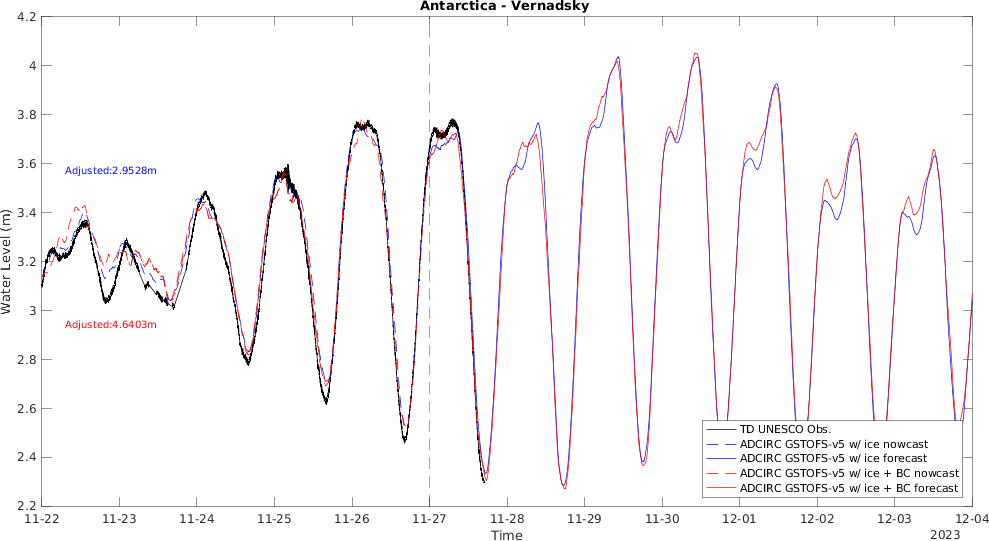 Antarctica - Vernadsky
4.2
4
3.8
3.6
3.4
3.2
3
2.8
2.6
2.4
2.2
Water Level (m)
Adjusted:2.9528m
Adjusted:4.6403m
TD UNESCO Obs.
ADCIRC GSTOFS-v5 w/ ice nowcast
ADCIRC GSTOFS-v5 w/ ice forecast
ADCIRC GSTOFS-v5 w/ ice + BC nowcast
ADCIRC GSTOFS-v5 w/ ice + BC forecast
11-22 11-23 11-24 11-25 11-26 11-27 11-28 11-29 11-30 12-01 12-02 12-03 12-04
Time
2023